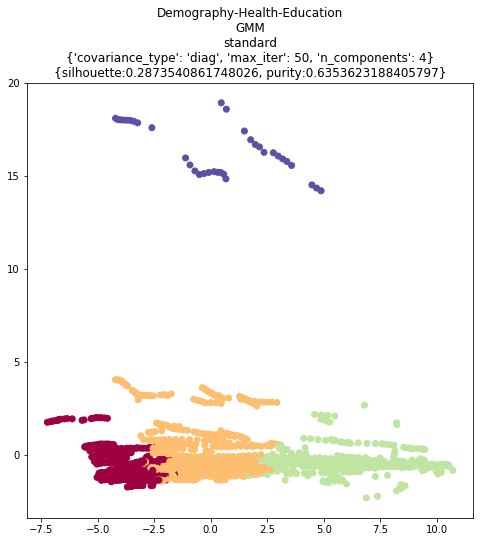 Demography-Health-Education
GMM
standard
{'covariance_type': 'diag', 'max_iter': 50, 'n_components': 4}
{silhouette:0.2873540861748026, purity:0.6353623188405797}
20
15
10
5
0
-7.5 -5.0 -2.5 0.0 2.5 5.0 7.5 10.0